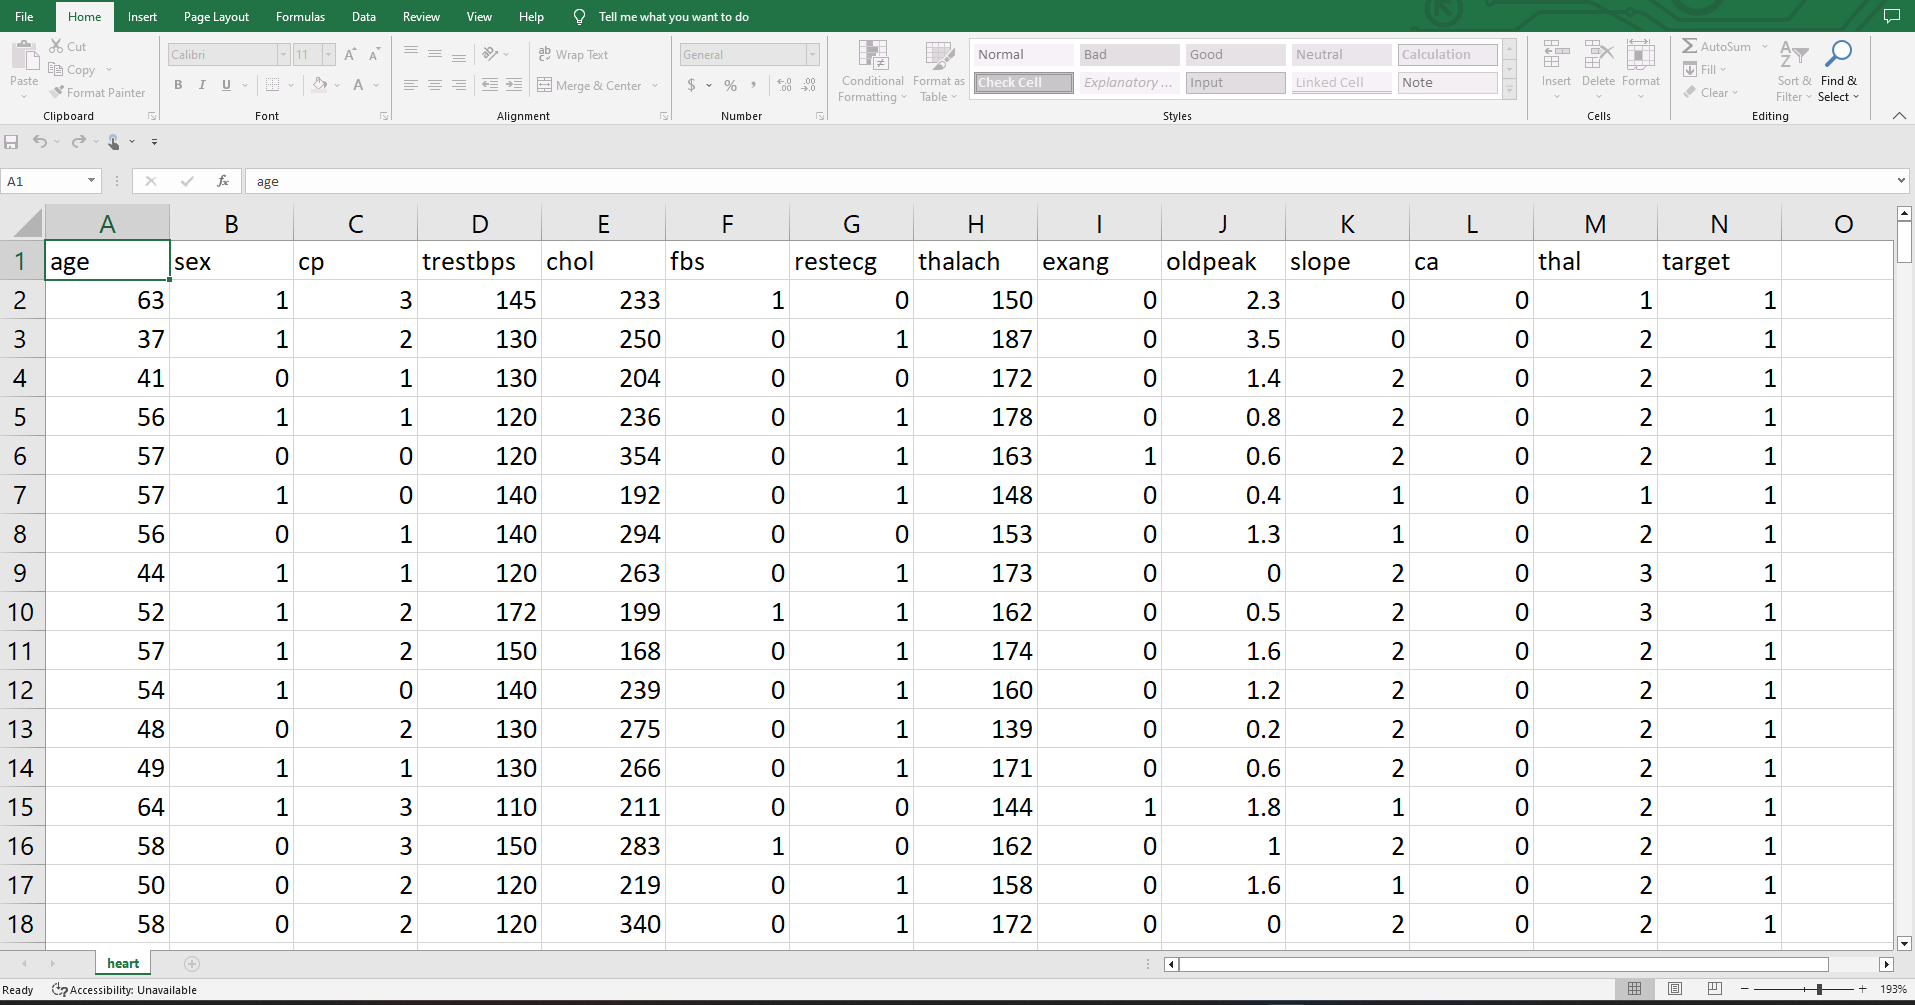 File Home Insert Page Layout Formulas Data Review View Help Tell me what you want to do
Paste Cut Copy Format Painter Clipboard
Calibri 11 A A B I U A Font
ab Wrap Text Merge & Center Alignment
General $ % , Number
Conditional Formatting Format as Table
Normal Bad Good Neutral Calculation
Check Cell Explanatory ... Input Linked Cell Note
Styles
Insert Delete Format Cells
AutoSum Fill Clear Sort & Filter Find & Select Editing
A1 fx age
A B C D E F G H I J K L M N O
1 age sex cp trestbps chol fbs restecg thalach exang oldpeak slope ca thal target
2 63 1 3 145 233 1 0 150 0 2.3 0 0 1 1
3 37 1 2 130 250 0 1 187 0 3.5 0 0 2 1
4 41 0 1 130 204 0 0 172 0 1.4 2 0 2 1
5 56 1 1 120 236 0 1 178 0 0.8 2 0 2 1
6 57 0 0 120 354 0 1 163 1 0.6 2 0 2 1
7 57 1 0 140 192 0 1 148 0 0.4 1 0 1 1
8 56 0 1 140 294 0 0 153 0 1.3 1 0 2 1
9 44 1 1 120 263 0 1 173 0 0 2 0 3 1
10 52 1 2 172 199 1 1 162 0 0.5 2 0 3 1
11 57 1 2 150 168 0 1 174 0 1.6 2 0 2 1
12 54 1 0 140 239 0 1 160 0 1.2 2 0 2 1
13 48 0 2 130 275 0 1 139 0 0.2 2 0 2 1
14 49 1 1 130 266 0 1 171 0 0.6 2 0 2 1
15 64 1 3 110 211 0 0 144 1 1.8 1 0 2 1
16 58 0 3 150 283 1 0 162 0 1 2 0 2 1
17 50 0 2 120 219 0 1 158 0 1.6 1 0 2 1
18 58 0 2 120 340 0 1 172 0 0 2 0 2 1
heart
Ready Accessibility: Unavailable 193%